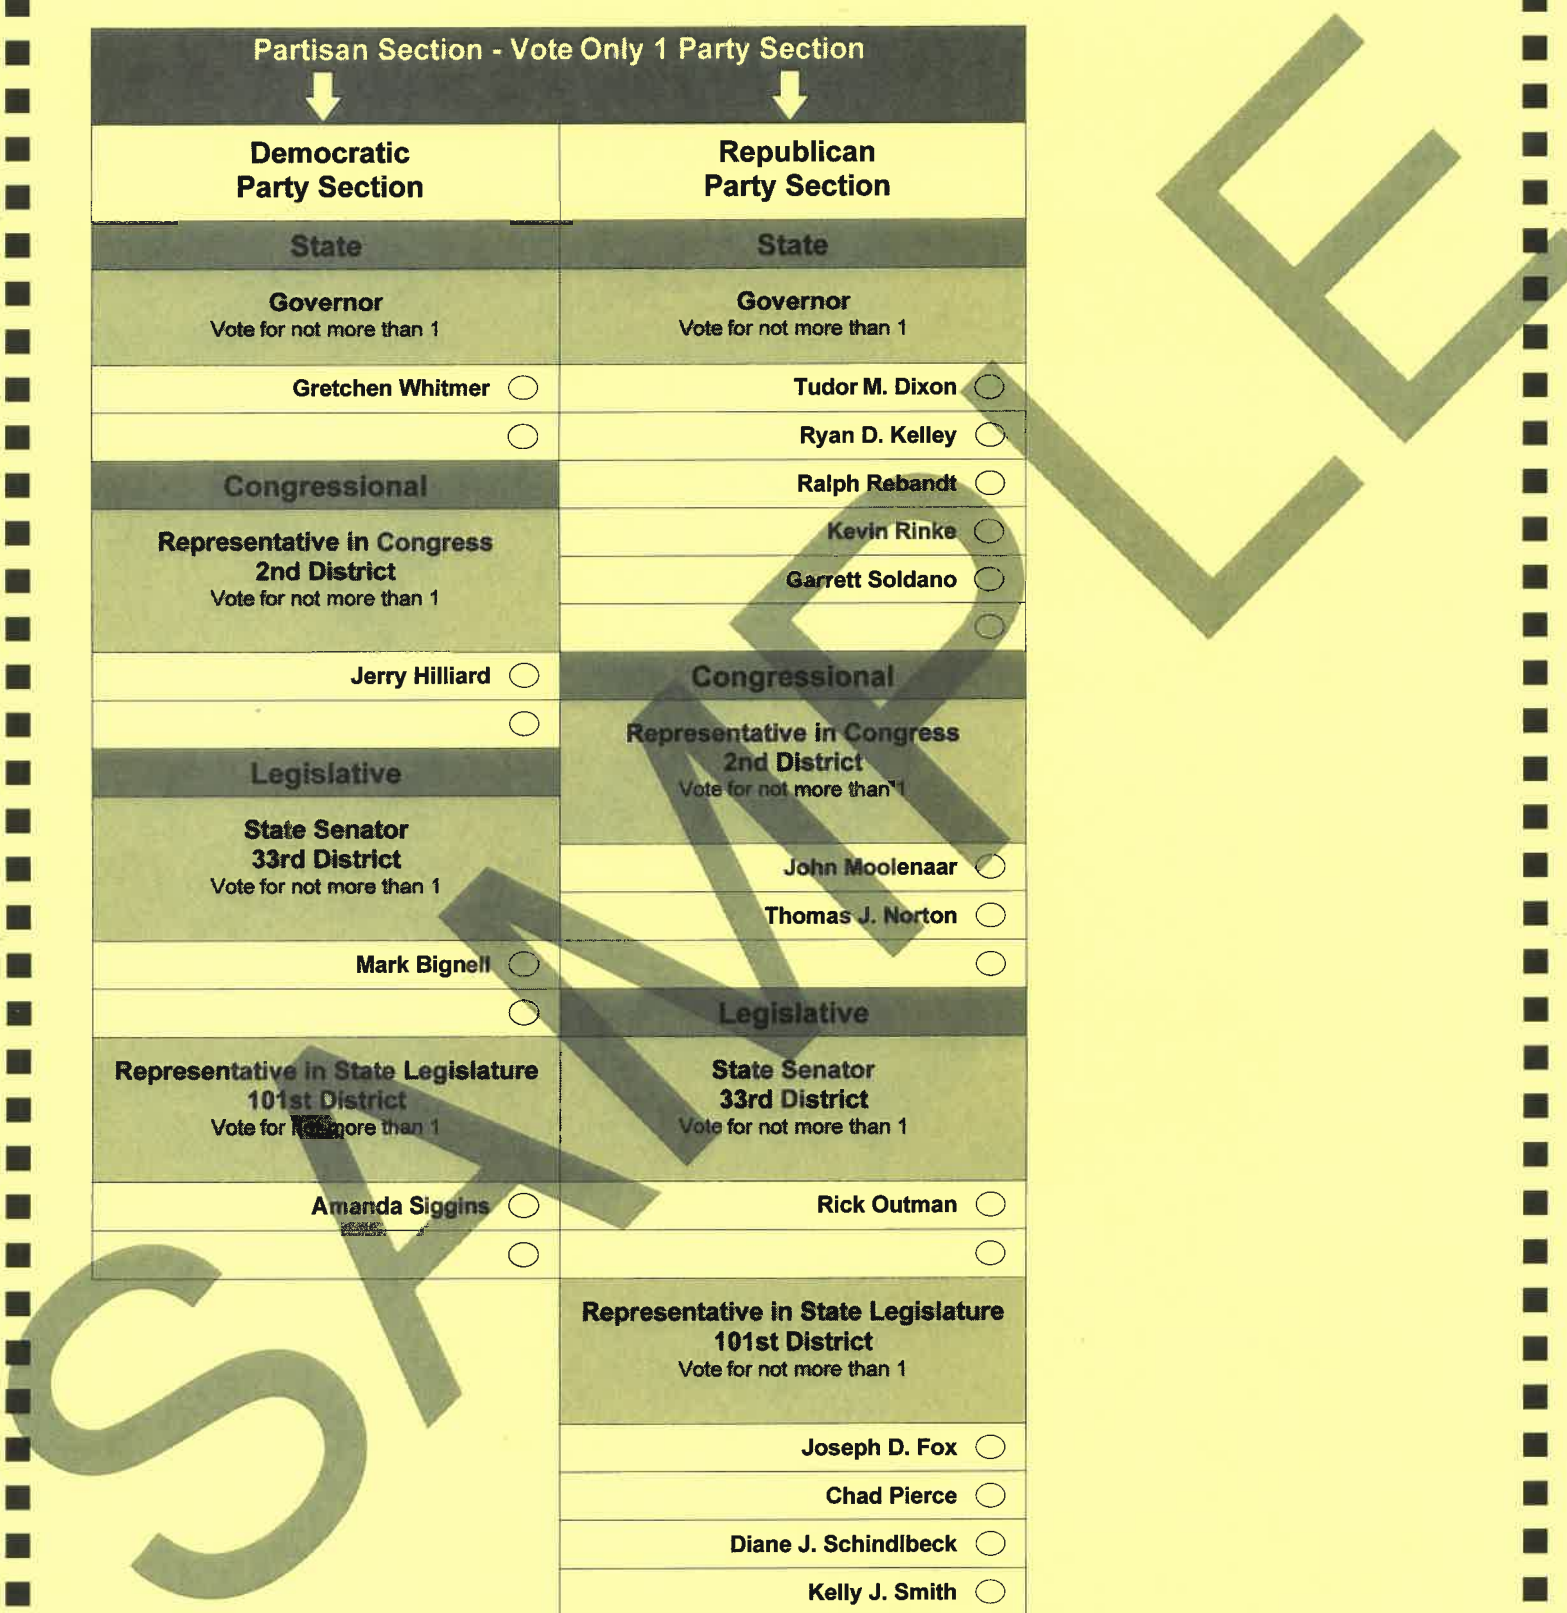 Partisan Section - Vote Only 1 Party Section
Democratic
Party Section
State
Governor
Vote for not more than 1
Gretchen Whitmer
Congressional
Representative in Congress
2nd District
Vote for not more than 1
Jerry Hilliard
Legislative
State Senator
33rd District
Vote for not more than 1
Mark Bignell
Representative in State Legislature
101st District
Vote for not more than 1
Amanda Siggins
Republican
Party Section
State
Governor
Vote for not more than 1
Tudor M. Dixon
Ryan D. Kelley
Ralph Rebandt
Kevin Rinke
Garrett Soldano
Congressional
Representative in Congress
2nd District
Vote for not more than 1
John Moolenaar
Thomas J. Norton
Legislative
State Senator
33rd District
Vote for not more than 1
Rick Outman
Representative in State Legislature
101st District
Vote for not more than 1
Joseph D. Fox
Chad Pierce
Diane J. Schindlbeck
Kelly J. Smith
SAMPLE